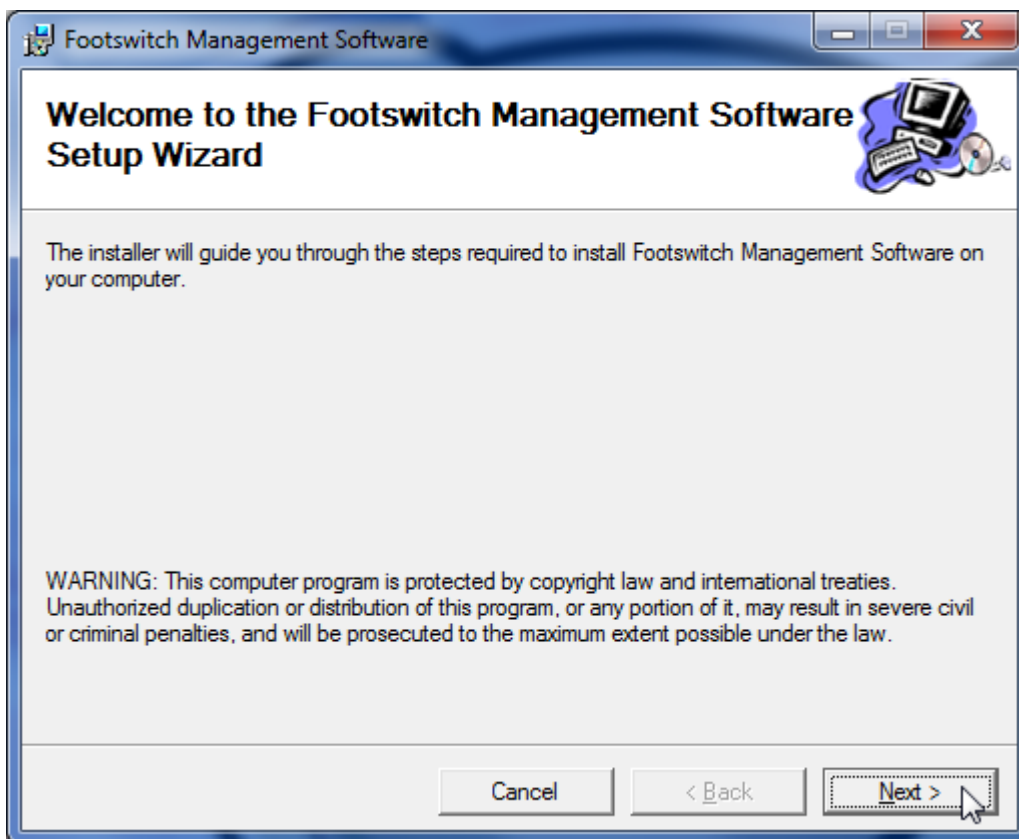 Footswitch Management Software
Welcome to the Footswitch Management Software
Setup Wizard
The installer will guide you through the steps required to install Footswitch Management Software on
your computer.
WARNING: This computer program is protected by copyright law and international treaties.
Unauthorized duplication or distribution of this program, or any portion of it, may result in severe civil
or criminal penalties, and will be prosecuted to the maximum extent possible under the law.
Cancel
< Back
Next >